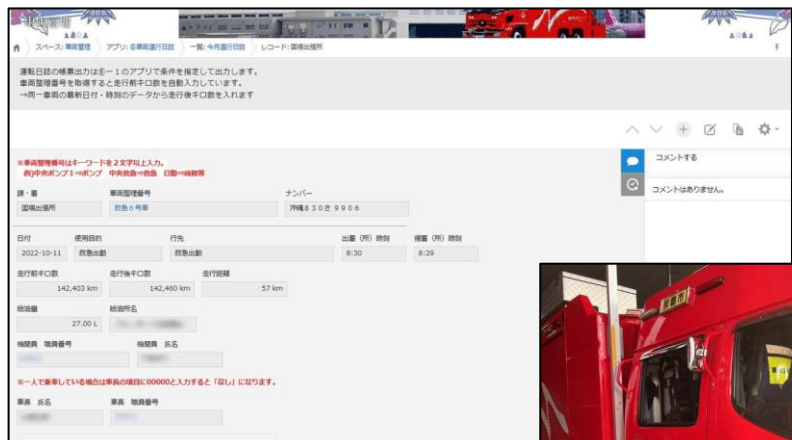 車両管理
スペース: 車両管理 アプリ: ⑥車両運行日誌 一覧: 今月運行日誌 レコード: 国場出張所
運転日誌の帳票出力は⑥－1のアプリで条件を指定して出力します。
車両整理番号を取得すると走行前キロ数を自動入力しています。
→同一車両の最新日付・時刻のデータから走行後キロ数を入れます
コメントする
コメントはありません。
※車両整理番号はキーワードを2文字以上入力。
例)中央ポンプ1⇒ポンプ 中央救急⇒救急 日勤⇒総務等
課・署 車両整理番号 ナンバー
国場出張所 救急6号車 沖縄830さ9906
日付 使用目的 行先 出署（所）時刻 帰署（所）時刻
2022-10-11 救急出動 救急出動 8:30 8:29
走行前キロ数 走行後キロ数 走行距離
142,403 km 142,460 km 57 km
給油量 給油所名
27.00 L
機関員 職員番号 機関員 氏名
※一人で乗車している場合は車長の項目に00000と入力すると「なし」になります。
車長 氏名 車長 職員番号
那覇市